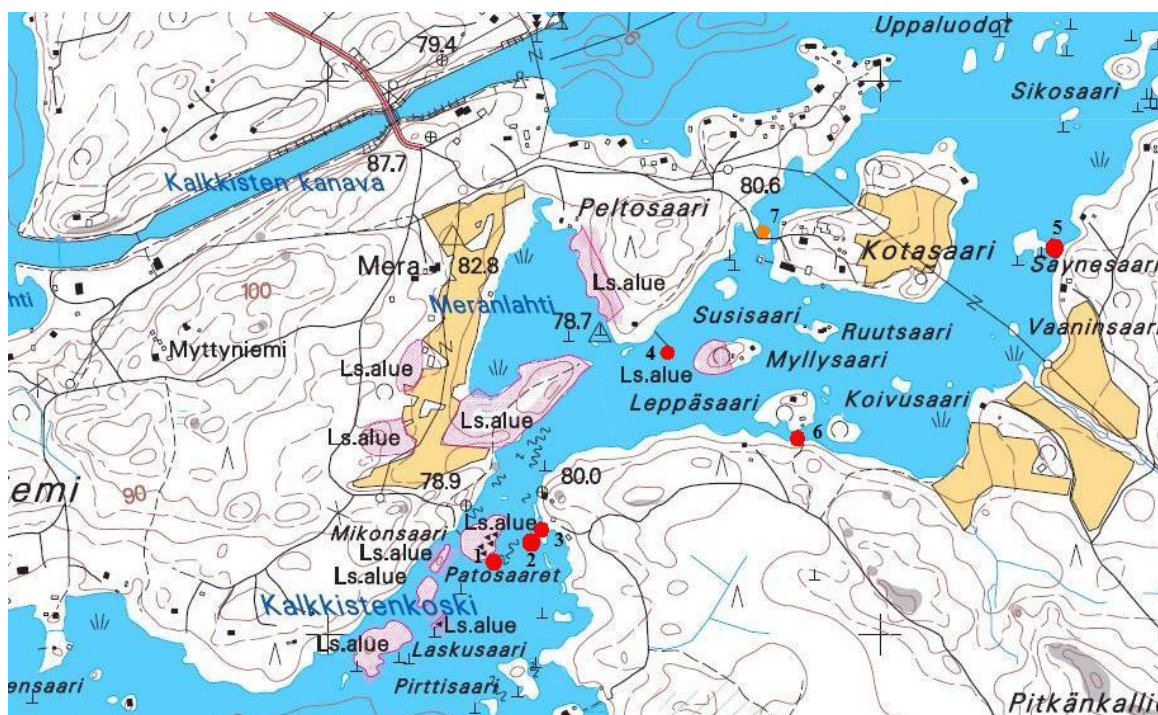 Uppaluodot
79.4
Sikosaari
87.7
Kalkkisten kanava
80.6
Peltosaari
7
5
Kotasaari
Säynesaari
Mera
82.8
Ls.alue
100
Meranlahti
78.7
Susisaari
Ruutsaari
Vaaninsaari
Myttyniemi
4
Myllysaari
Ls.alue
Ls.alue
Leppäsaari
Koivusaari
Ls.alue
Ls.alue
6
78.9
80.0
emi
90
Ls.alue
Mikonsaari
3
Ls.alue
1
2
Ls.alue
Patosaaret
Kalkkistenkoski
Ls.alue
Ls.alue
Laskusaari
ensaari
Pirttisaari
Pitkänkallio